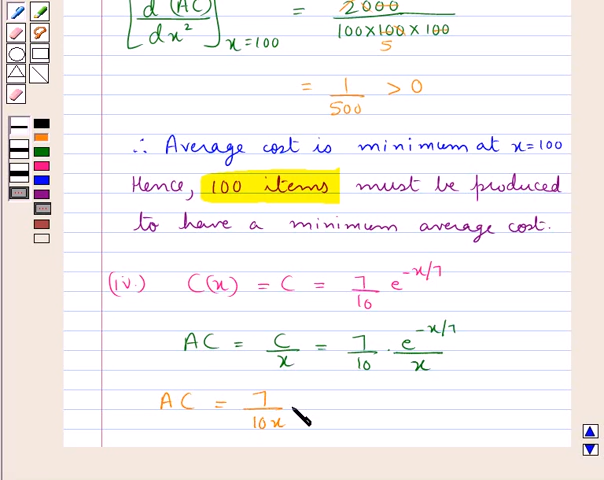 [d²(AC)/dx²]x=100 = 2000/100×100×100 5
= 1/500 > 0
∴ Average cost is minimum at x=100
Hence, 100 items must be produced
to have a minimum average cost.
(iv.) C(x) = C = 7/10 e^-x/7
AC = C/x = 7/10 · e^-x/7/x
AC = 7/10x